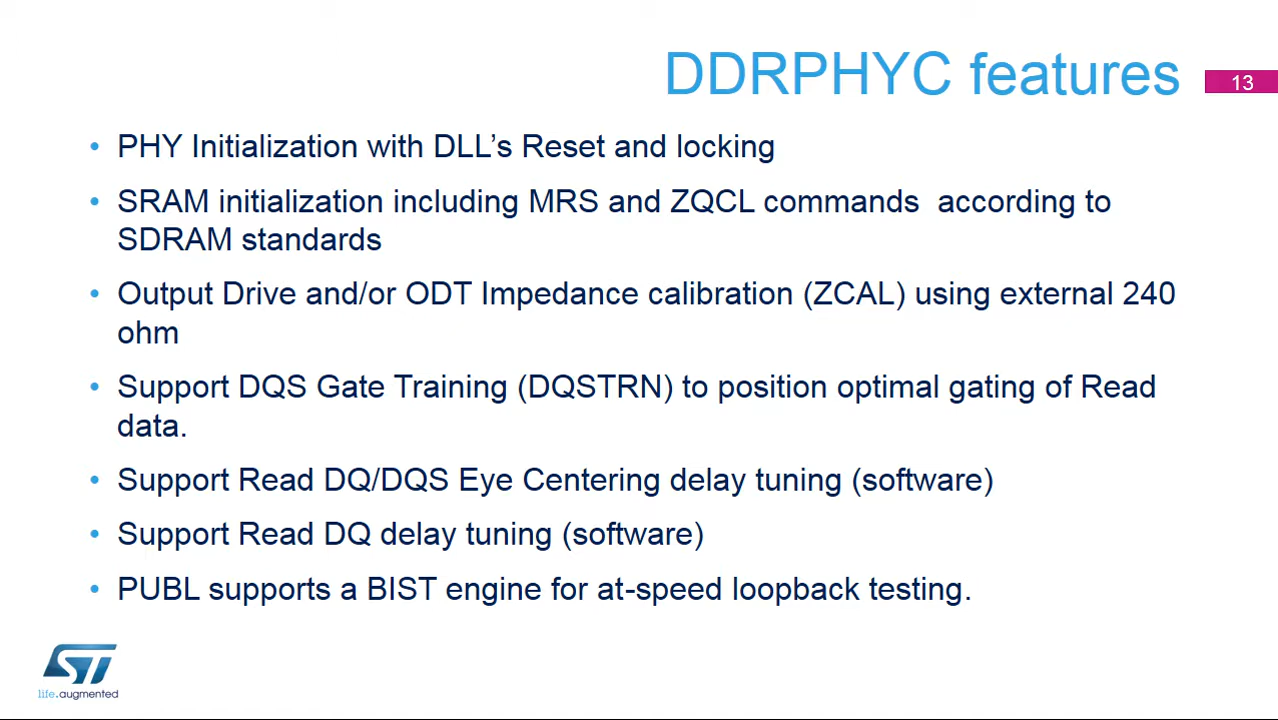 DDRPHYC features
13
• PHY Initialization with DLL’s Reset and locking
• SRAM initialization including MRS and ZQCL commands  according to
SDRAM standards
• Output Drive and/or ODT Impedance calibration (ZCAL) using external 240
ohm
• Support DQS Gate Training (DQSTRN) to position optimal gating of Read
data.
• Support Read DQ/DQS Eye Centering delay tuning (software)
• Support Read DQ delay tuning (software)
• PUBL supports a BIST engine for at-speed loopback testing.
ST
life.augmented